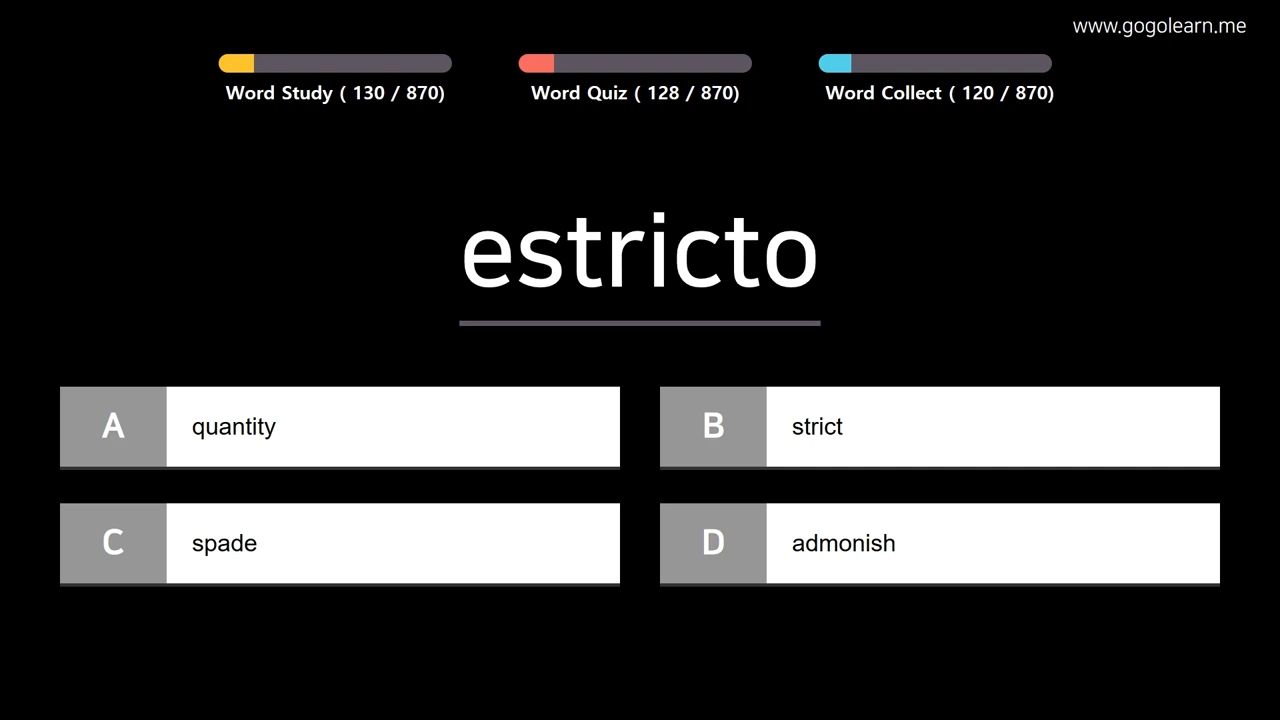 www.gogolearn.me
Word Study ( 130 / 870)
Word Quiz ( 128 / 870)
Word Collect ( 120 / 870)
estricto
A quantity
B strict
C spade
D admonish